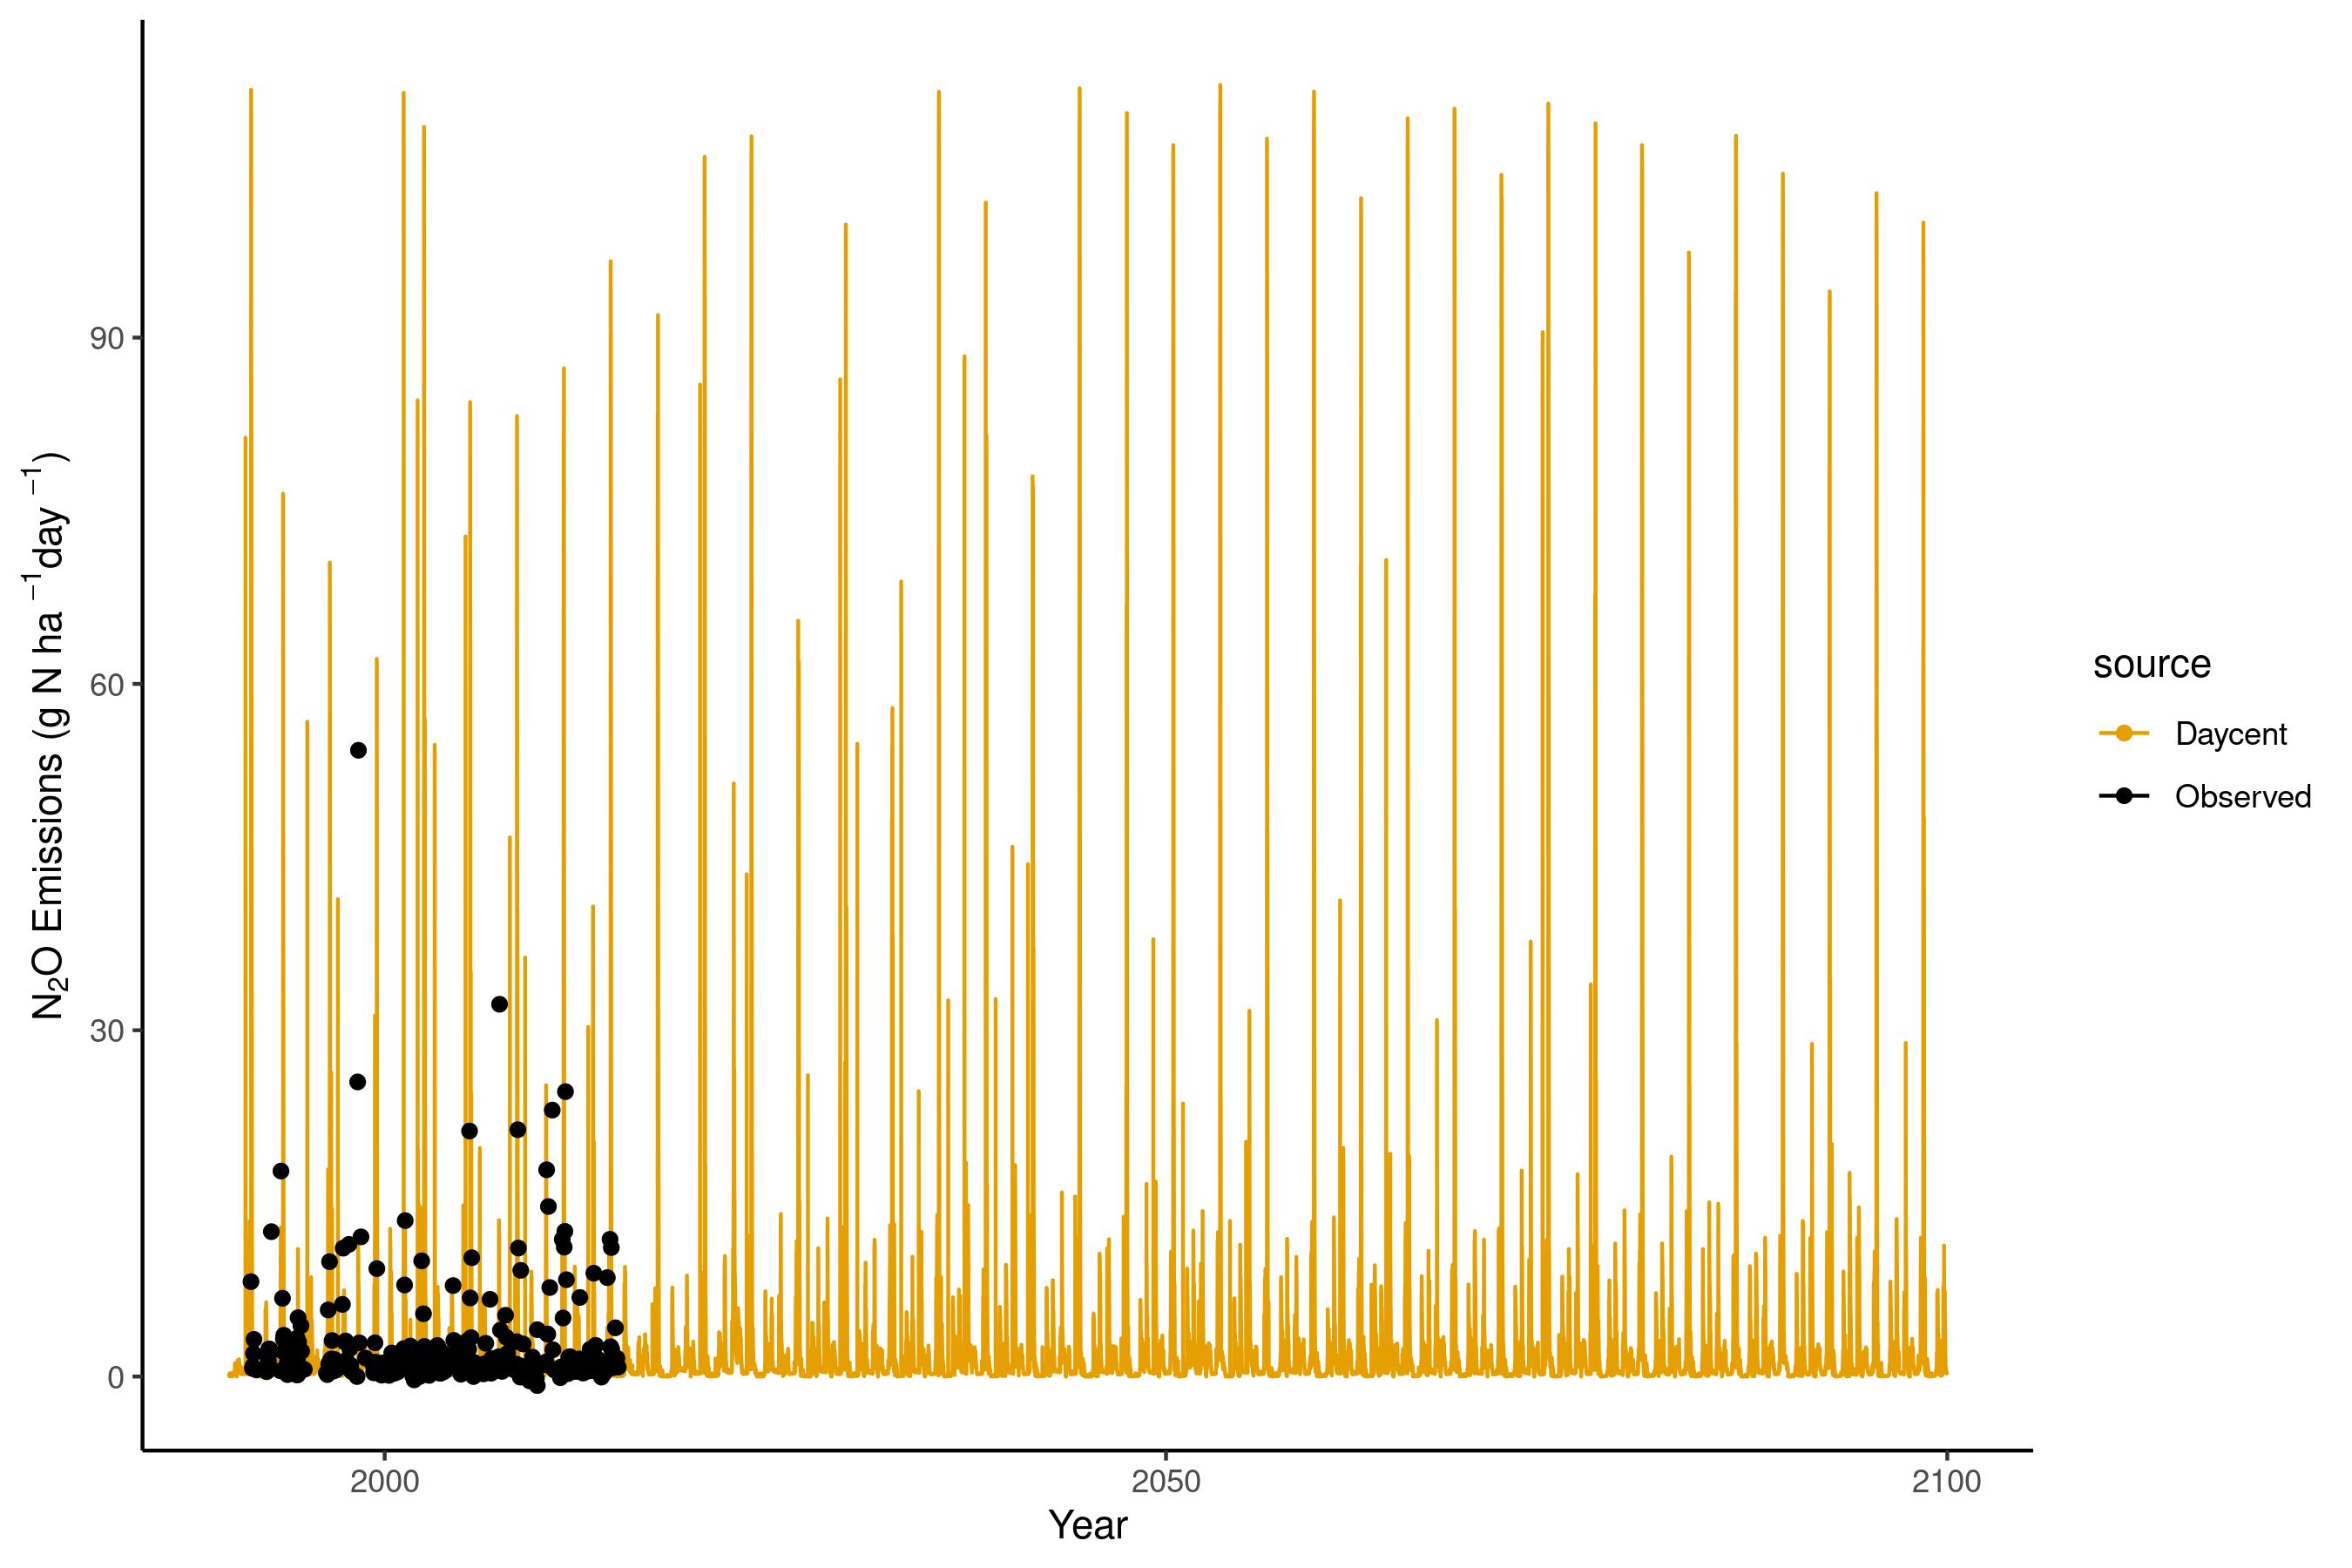 N₂O Emissions (g N ha ⁻¹day ⁻¹)
90
60
30
0
2000
2050
2100
Year
source
Daycent
Observed